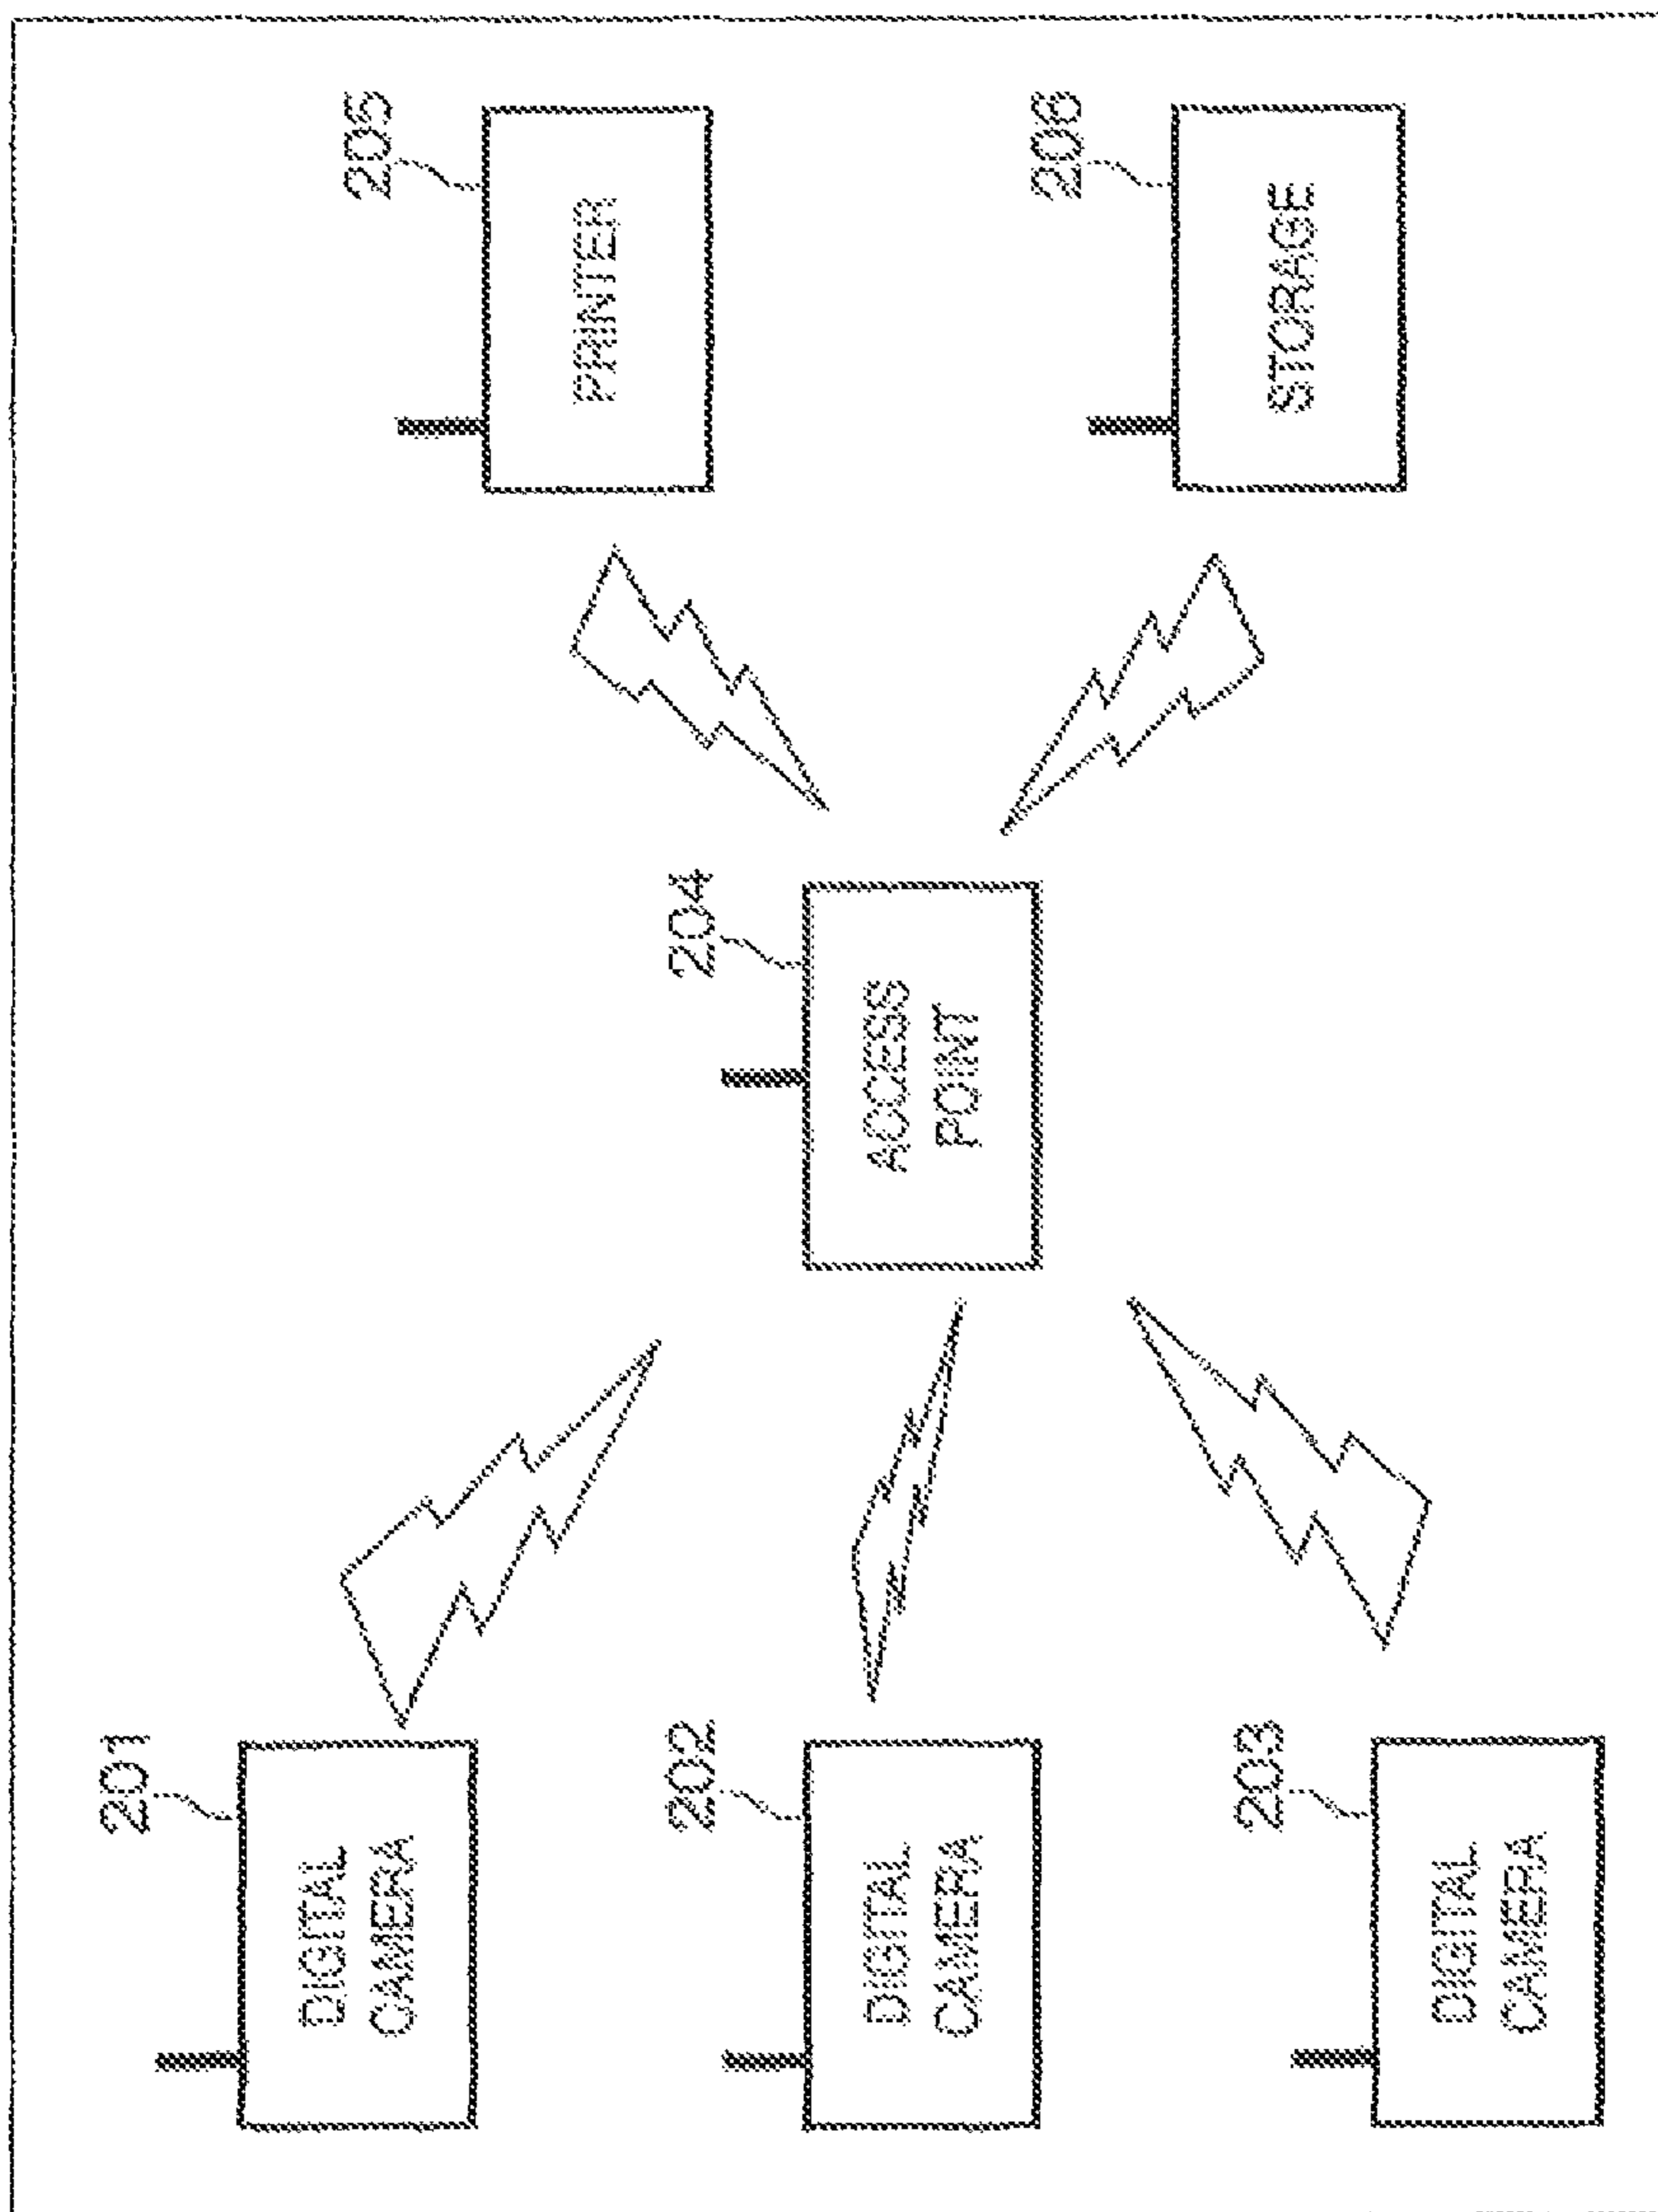 201
DIGITAL
CAMERA
202
DIGITAL
CAMERA
203
DIGITAL
CAMERA
204
ACCESS
POINT
205
PRINTER
206
STORAGE